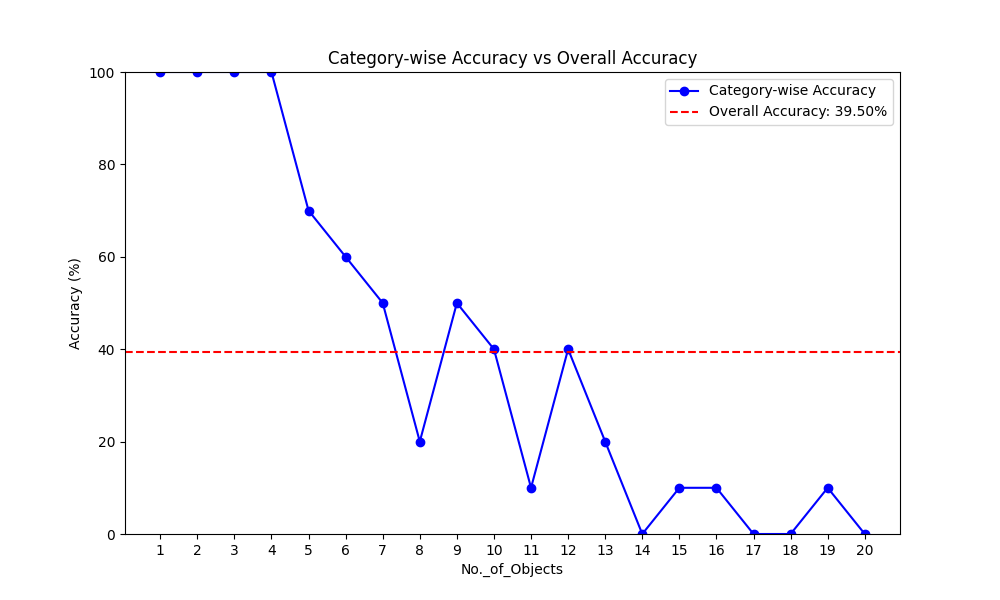 Category-wise Accuracy vs Overall Accuracy
Category-wise Accuracy
Overall Accuracy: 39.50%
Accuracy (%)
100
80
60
40
20
0
1 2 3 4 5 6 7 8 9 10 11 12 13 14 15 16 17 18 19 20
No._of_Objects